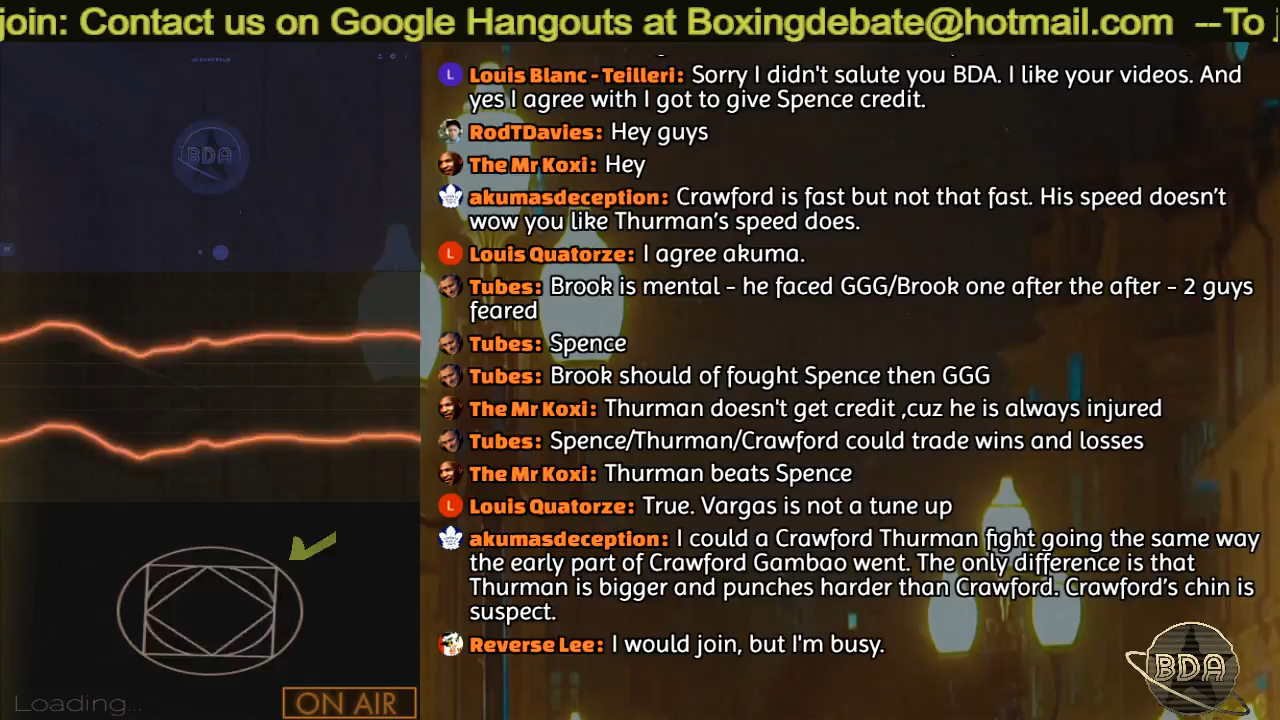 join: Contact us on Google Hangouts at Boxingdebate@hotmail.com --To j
BDA
L Louis Blanc - Teilleri: Sorry I didn't salute you BDA. I like your videos. And
yes I agree with I got to give Spence credit.
RodTDavies: Hey guys
The Mr Koxi: Hey
akumasdeception: Crawford is fast but not that fast. His speed doesn't
wow you like Thurman's speed does.
L Louis Quatorze: I agree akuma.
Tubes: Brook is mental - he faced GGG/Brook one after the after - 2 guys
feared
Tubes: Spence
Tubes: Brook should of fought Spence then GGG
The Mr Koxi: Thurman doesn't get credit ,cuz he is always injured
Tubes: Spence/Thurman/Crawford could trade wins and losses
The Mr Koxi: Thurman beats Spence
L Louis Quatorze: True. Vargas is not a tune up
akumasdeception: I could a Crawford Thurman fight going the same way
the early part of Crawford Gambao went. The only difference is that
Thurman is bigger and punches harder than Crawford. Crawford's chin is
suspect.
Reverse Lee: I would join, but I'm busy.
BDA
Loading...
ON AIR